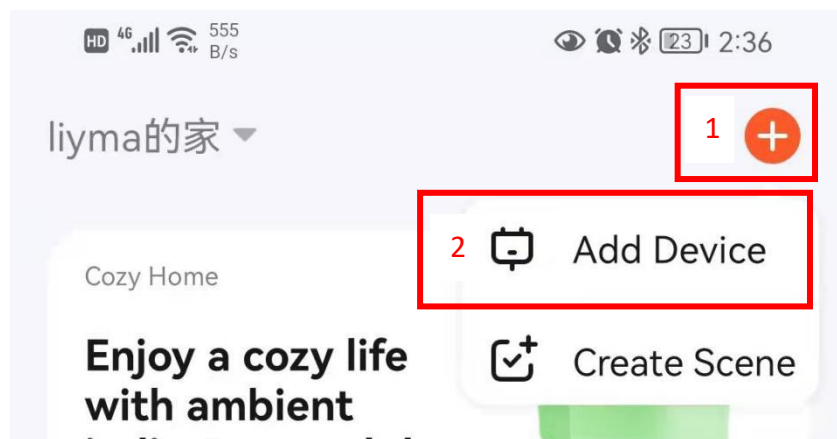 HD 4G 555 B/s 23 2:36
liyma的家
1
2 Add Device
Cozy Home
Create Scene
Enjoy a cozy life
with ambient